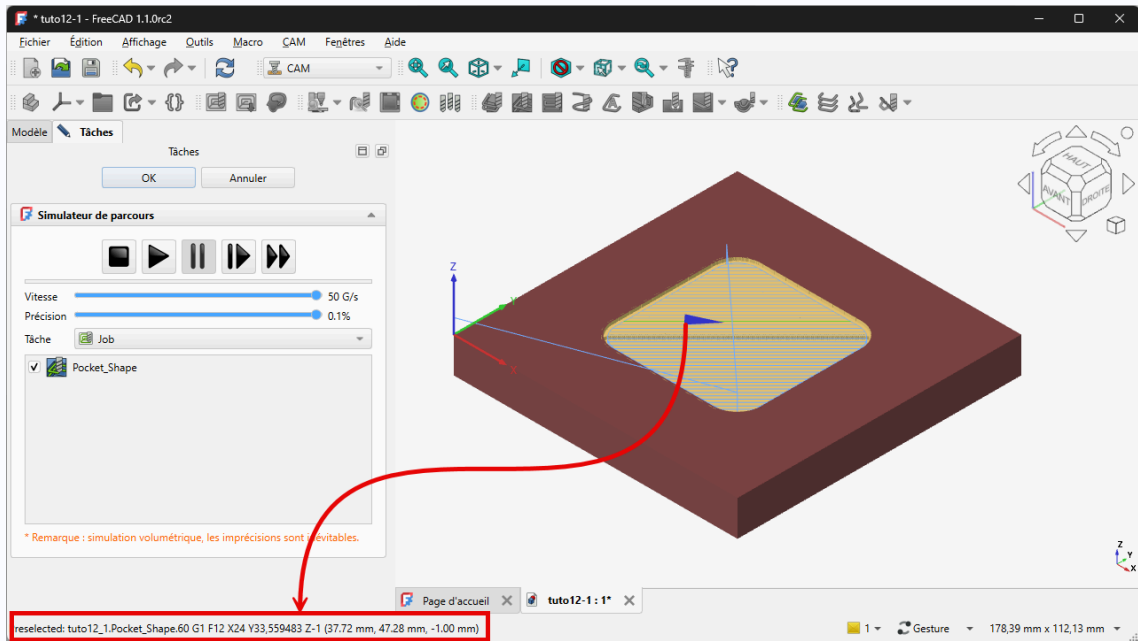 * tuto12-1 - FreeCAD 1.1.0rc2
Fichier Édition Affichage Outils Macro CAM Fenêtres Aide
CAM
Modèle Tâches
Tâches
OK Annuler
Simulateur de parcours
Vitesse 50 G/s
Précision 0.1%
Tâche Job
Pocket_Shape
* Remarque : simulation volumétrique, les imprécisions sont inévitables.
Z
Y
X
HAUT
AVANT DROITE
Z
Y
X
Page d'accueil tuto12-1 : 1*
reselected: tuto12_1.Pocket_Shape.60 G1 F12 X24 Y33,559483 Z-1 (37.72 mm, 47.28 mm, -1.00 mm)
1 Gesture 178,39 mm x 112,13 mm